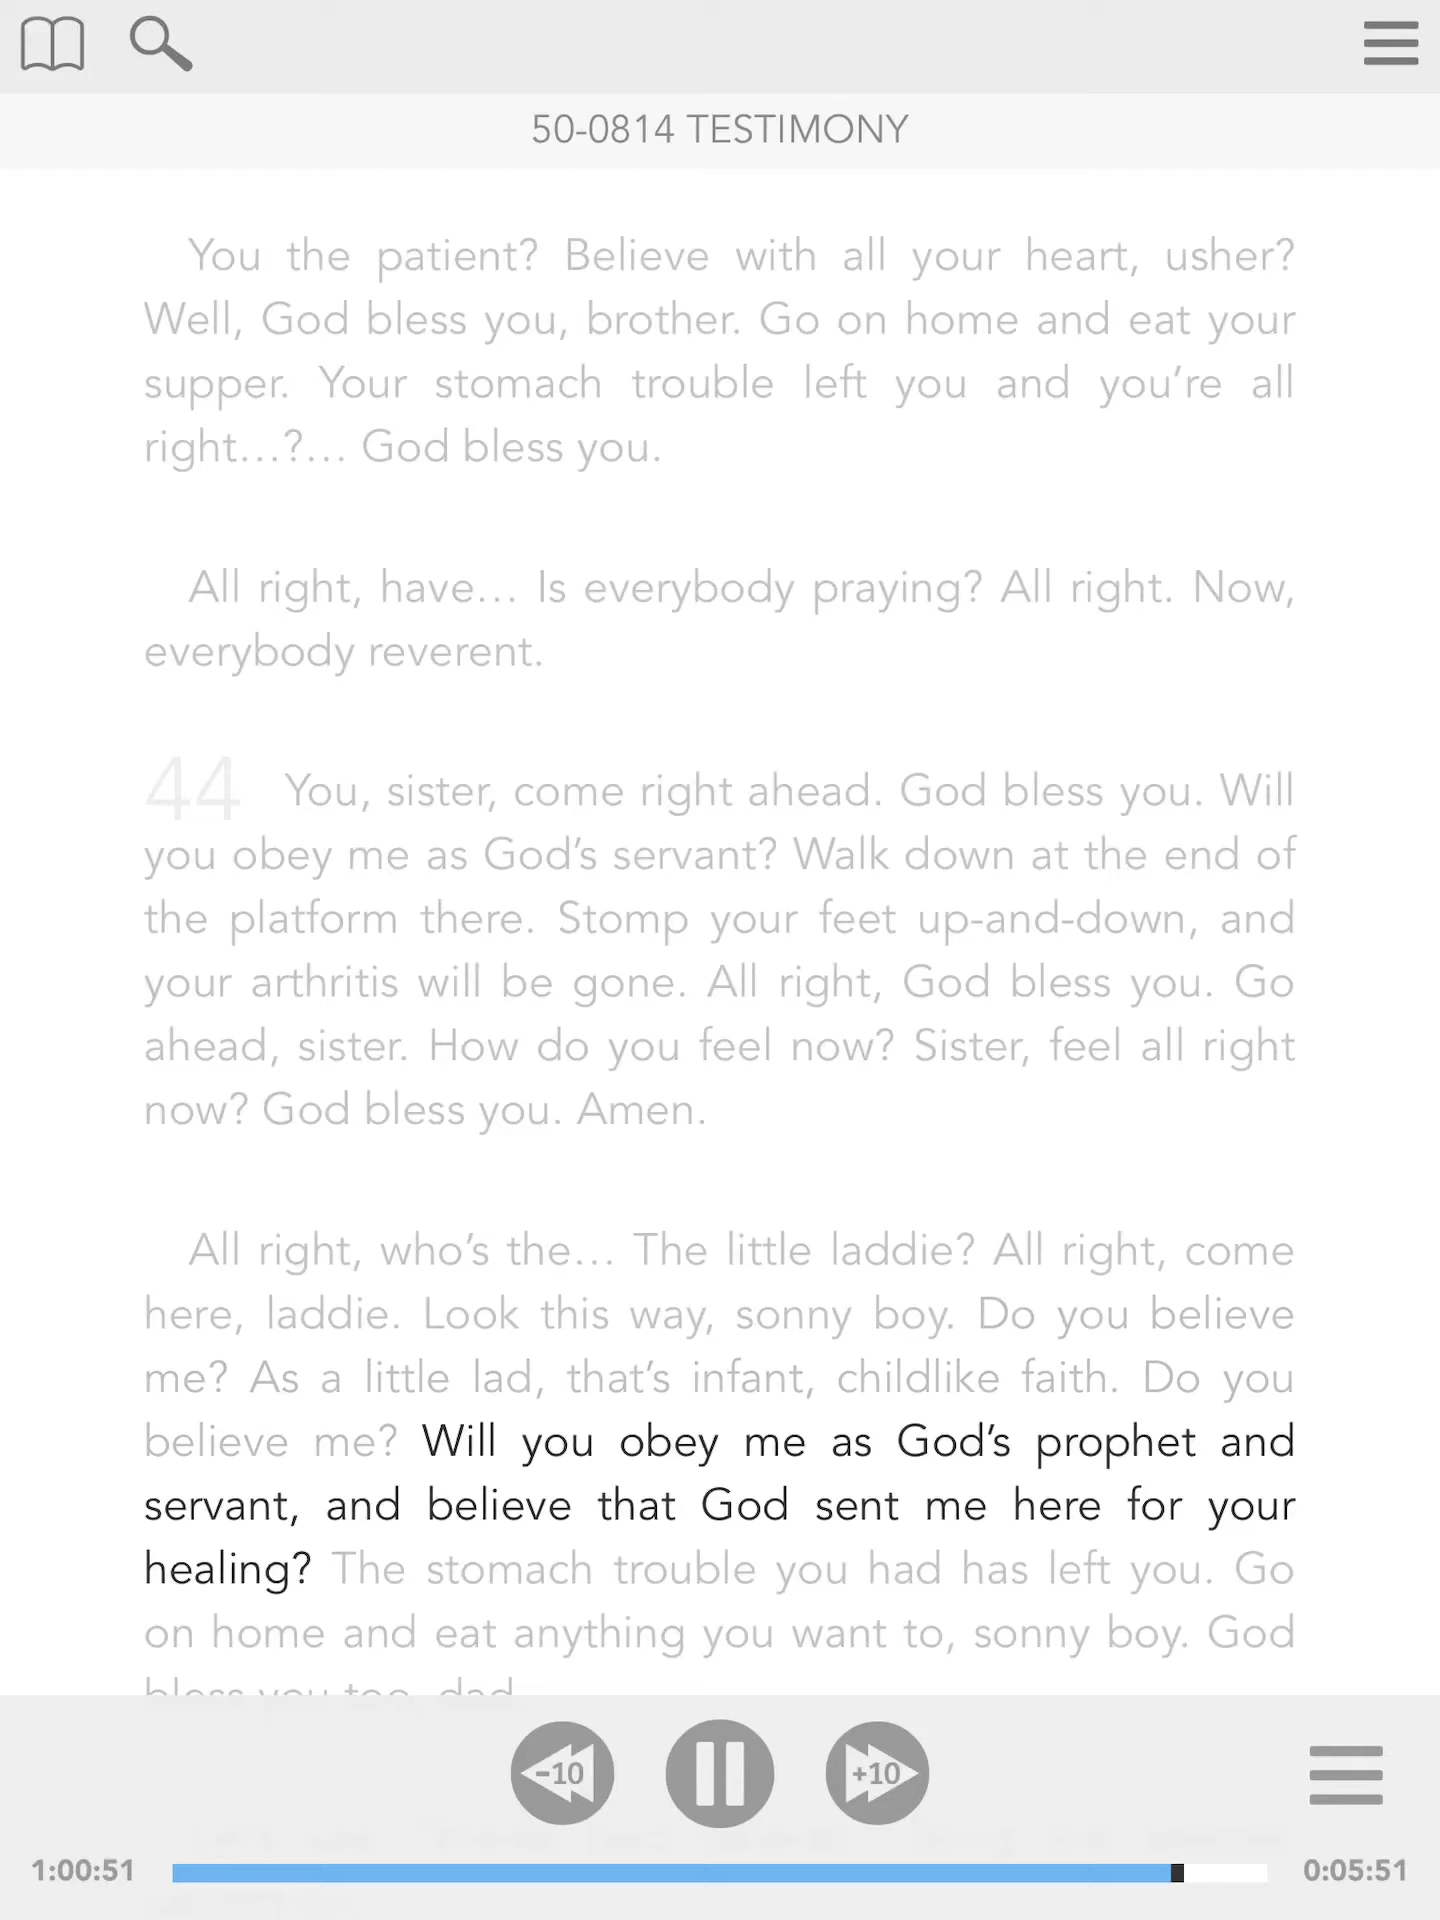 50-0814 TESTIMONY
You the patient? Believe with all your heart, usher?
Well, God bless you, brother. Go on home and eat your
supper. Your stomach trouble left you and you’re all
right…?… God bless you.
All right, have… Is everybody praying? All right. Now,
everybody reverent.
44 You, sister, come right ahead. God bless you. Will
you obey me as God’s servant? Walk down at the end of
the platform there. Stomp your feet up-and-down, and
your arthritis will be gone. All right, God bless you. Go
ahead, sister. How do you feel now? Sister, feel all right
now? God bless you. Amen.
All right, who’s the… The little laddie? All right, come
here, laddie. Look this way, sonny boy. Do you believe
me? As a little lad, that’s infant, childlike faith. Do you
believe me? Will you obey me as God’s prophet and
servant, and believe that God sent me here for your
healing? The stomach trouble you had has left you. Go
on home and eat anything you want to, sonny boy. God
bless you too, dad.
-10 +10
1:00:51 0:05:51